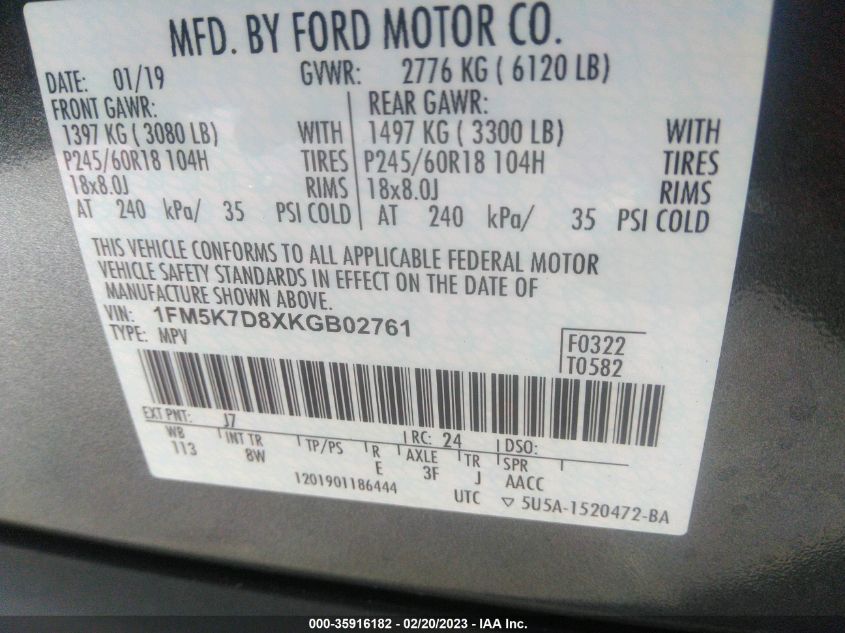 MFD. BY FORD MOTOR CO.
DATE: 01/19 GVWR: 2776 KG ( 6120 LB)
FRONT GAWR: REAR GAWR:
1397 KG ( 3080 LB) WITH 1497 KG ( 3300 LB) WITH
P245/60R18 104H TIRES P245/60R18 104H TIRES
18x8.0J RIMS 18x8.0J RIMS
AT 240 kPa/ 35 PSI COLD AT 240 kPa/ 35 PSI COLD
THIS VEHICLE CONFORMS TO ALL APPLICABLE FEDERAL MOTOR
VEHICLE SAFETY STANDARDS IN EFFECT ON THE DATE OF
MANUFACTURE SHOWN ABOVE.
VIN: 1FM5K7D8XKGB02761
TYPE: MPV
F0322
T0582
EXT PNT: J7 RC: 24 DSO:
WB INT TR TP/PS R AXLE TR SPR
113 8W E 3F J AACC
1201901186444 UTC ▽ 5U5A-1520472-BA
000-35916182 — 02/20/2023 — IAA Inc.